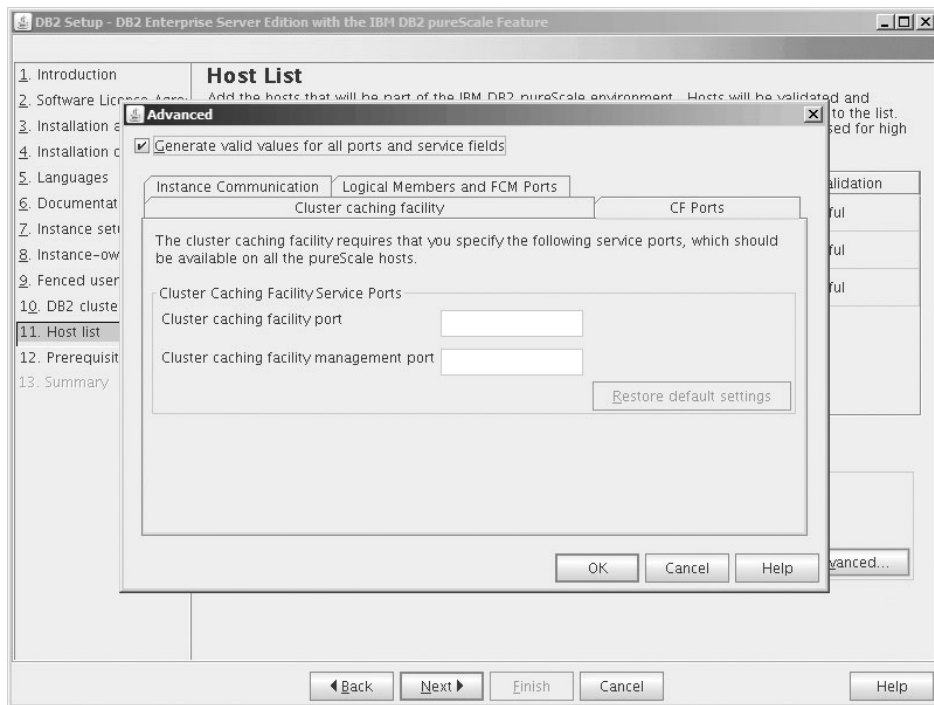 DB2 Setup - DB2 Enterprise Server Edition with the IBM DB2 pureScale Feature
1. Introduction
2. Software License Agre
3. Installation a
4. Installation c
5. Languages
6. Documentat
7. Instance set
8. Instance-ow
9. Fenced user
10. DB2 cluste
11. Host list
12. Prerequisit
13. Summary
Host List
Add the hosts that will be part of the IBM DB2 pureScale environment. Hosts will be validated and
to the list.
sed for high
alidation
ful
ful
ful
vanced...
Advanced
Generate valid values for all ports and service fields
Instance Communication
Logical Members and FCM Ports
Cluster caching facility
CF Ports
The cluster caching facility requires that you specify the following service ports, which should
be available on all the pureScale hosts.
Cluster Caching Facility Service Ports
Cluster caching facility port
Cluster caching facility management port
Restore default settings
OK
Cancel
Help
Back
Next
Finish
Cancel
Help